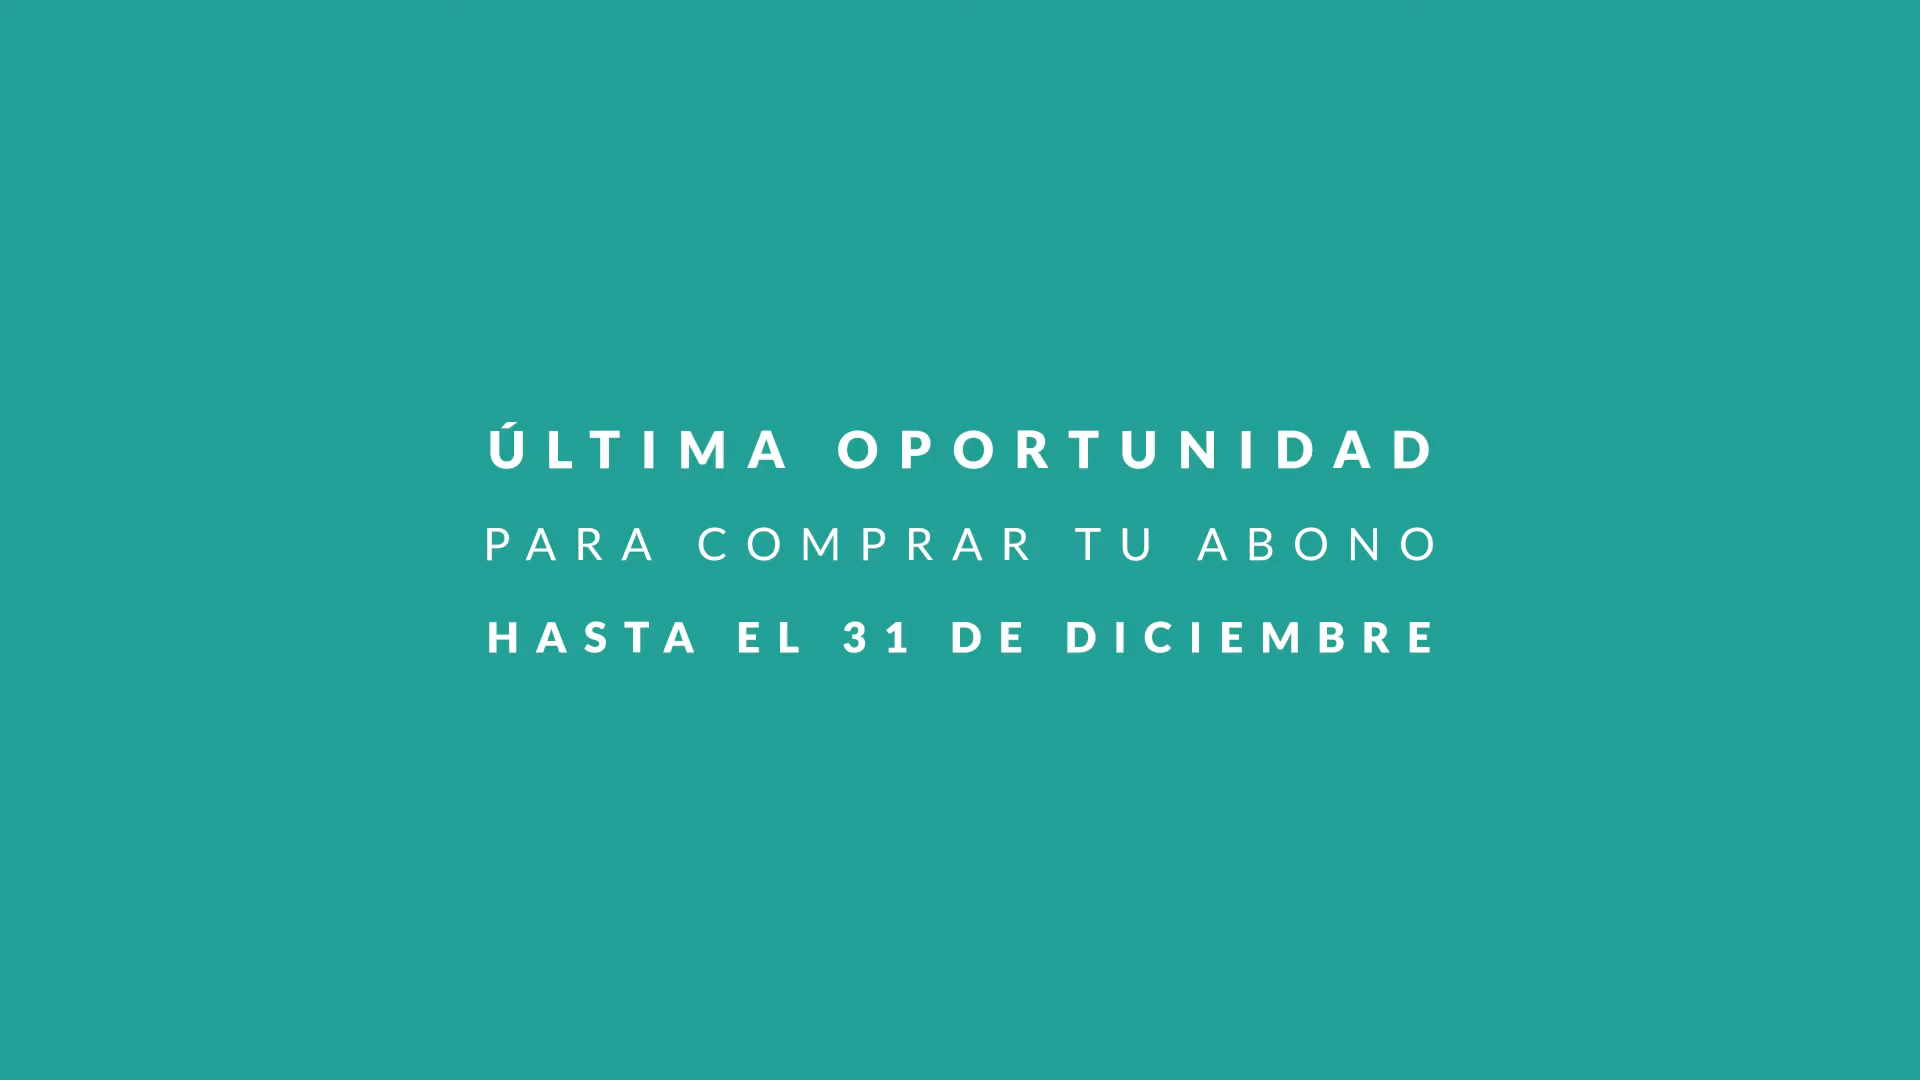 ÚLTIMA OPORTUNIDAD
PARA COMPRAR TU ABONO
HASTA EL 31 DE DICIEMBRE